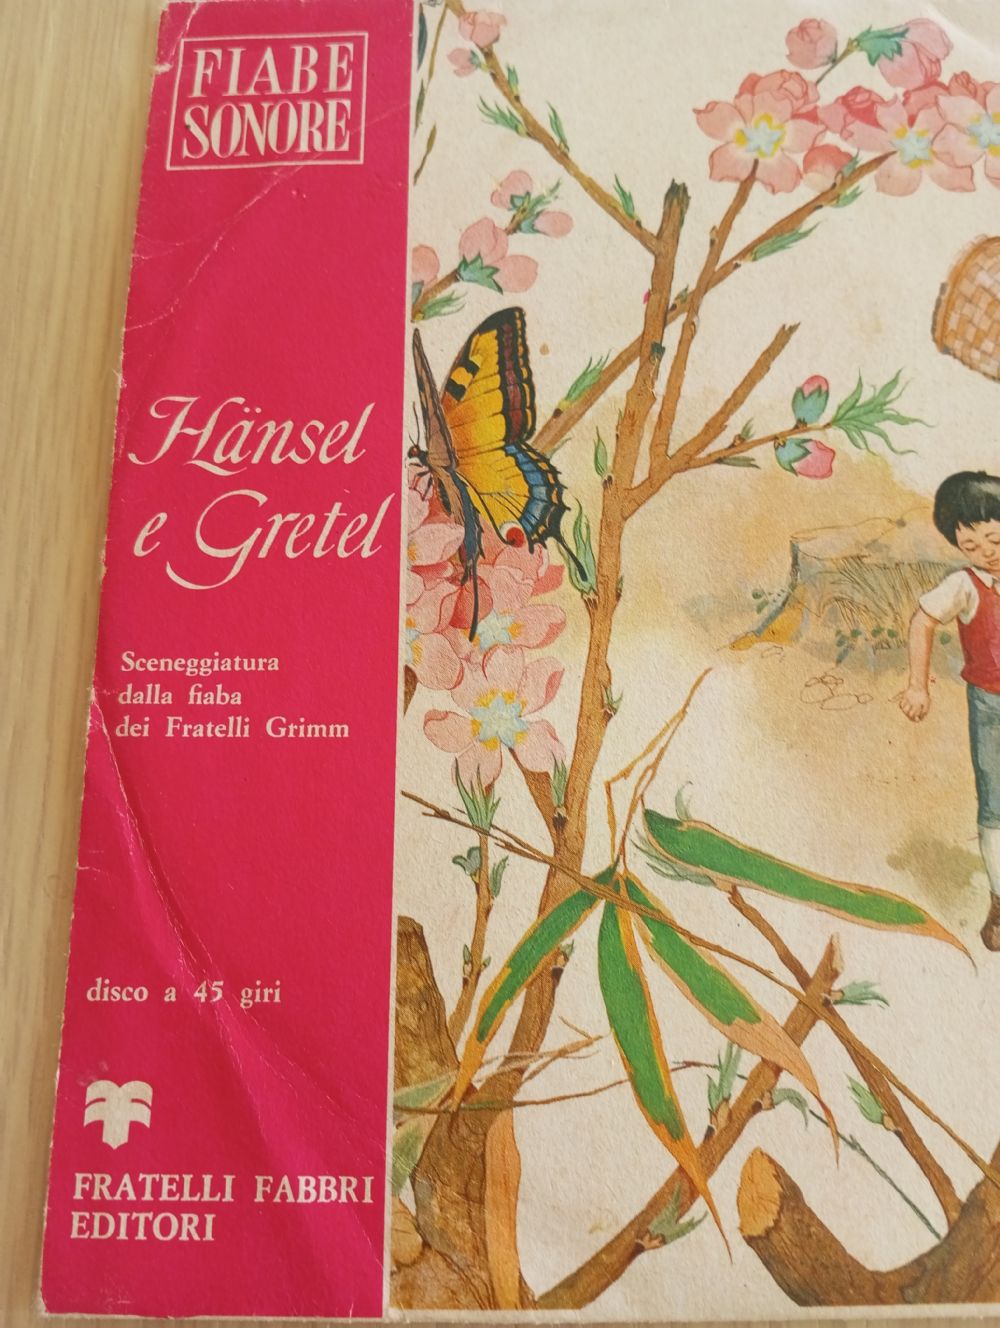 FIABE
SONORE
Hänsel
e Gretel
Sceneggiatura
dalla fiaba
dei Fratelli Grimm
disco a 45 giri
FRATELLI FABBRI
EDITORI